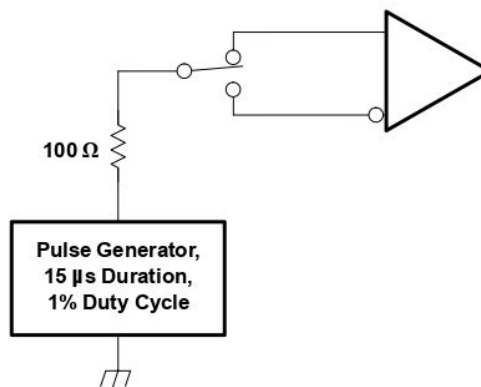 100 Ω
Pulse Generator,
15 µs Duration,
1% Duty Cycle